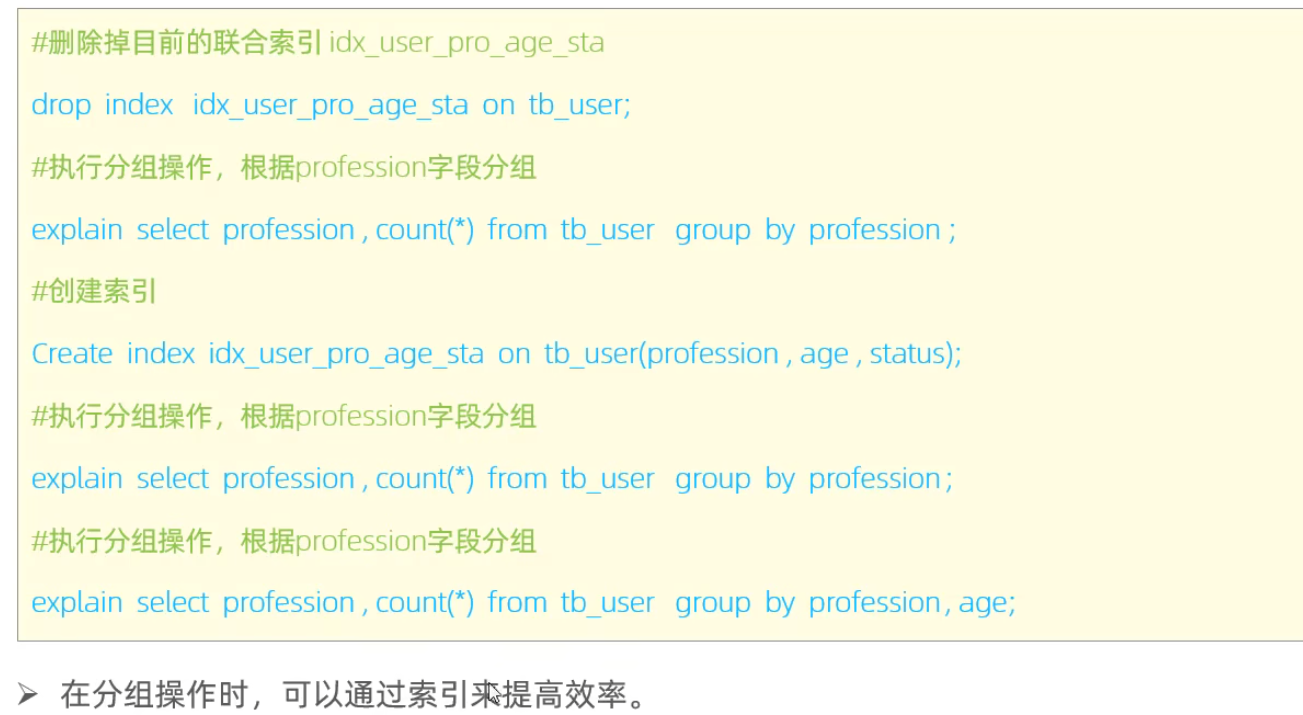 #删除掉目前的联合索引 idx_user_pro_age_sta
drop index idx_user_pro_age_sta on tb_user;
#执行分组操作，根据profession字段分组
explain select profession , count(*) from tb_user group by profession ;
#创建索引
Create index idx_user_pro_age_sta on tb_user(profession , age , status);
#执行分组操作，根据profession字段分组
explain select profession , count(*) from tb_user group by profession ;
#执行分组操作，根据profession字段分组
explain select profession , count(*) from tb_user group by profession , age;
➢ 在分组操作时，可以通过索引来提高效率。